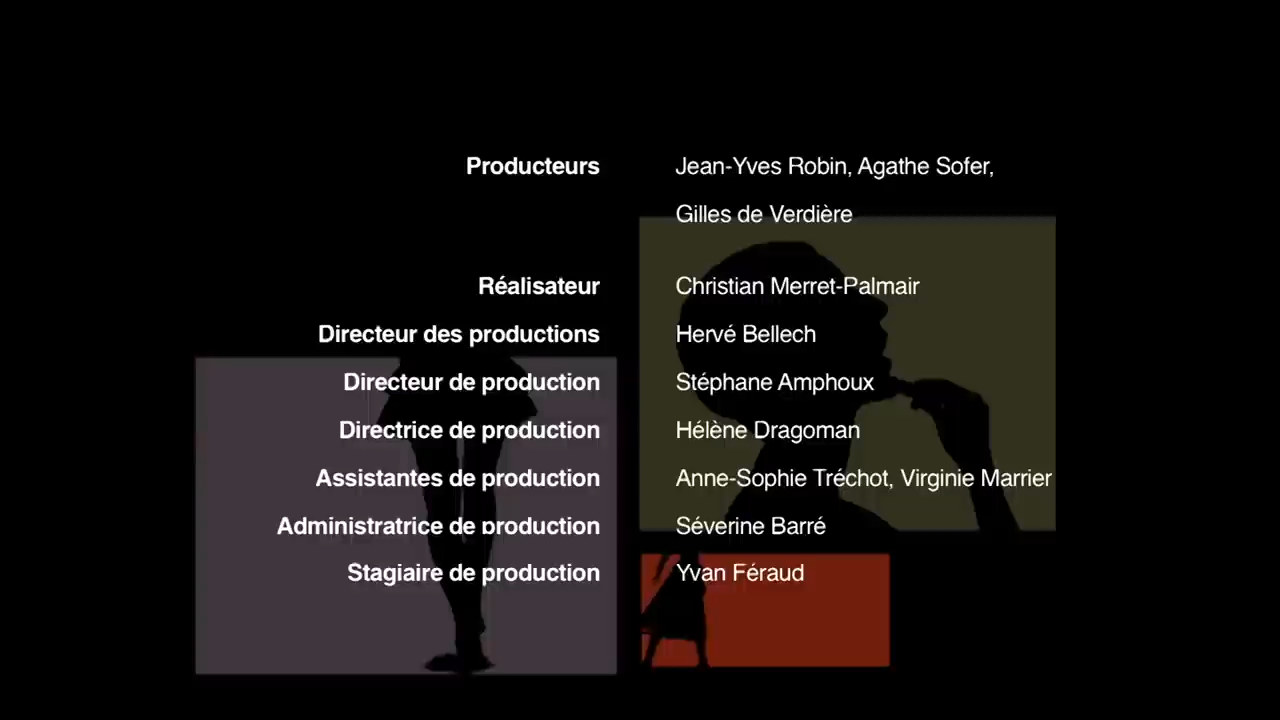 Producteurs Jean-Yves Robin, Agathe Sofer,
Gilles de Verdière
Réalisateur Christian Merret-Palmair
Directeur des productions Hervé Bellech
Directeur de production Stéphane Amphoux
Directrice de production Hélène Dragoman
Assistantes de production Anne-Sophie Tréchot, Virginie Marrier
Administratrice de production Séverine Barré
Stagiaire de production Yvan Féraud